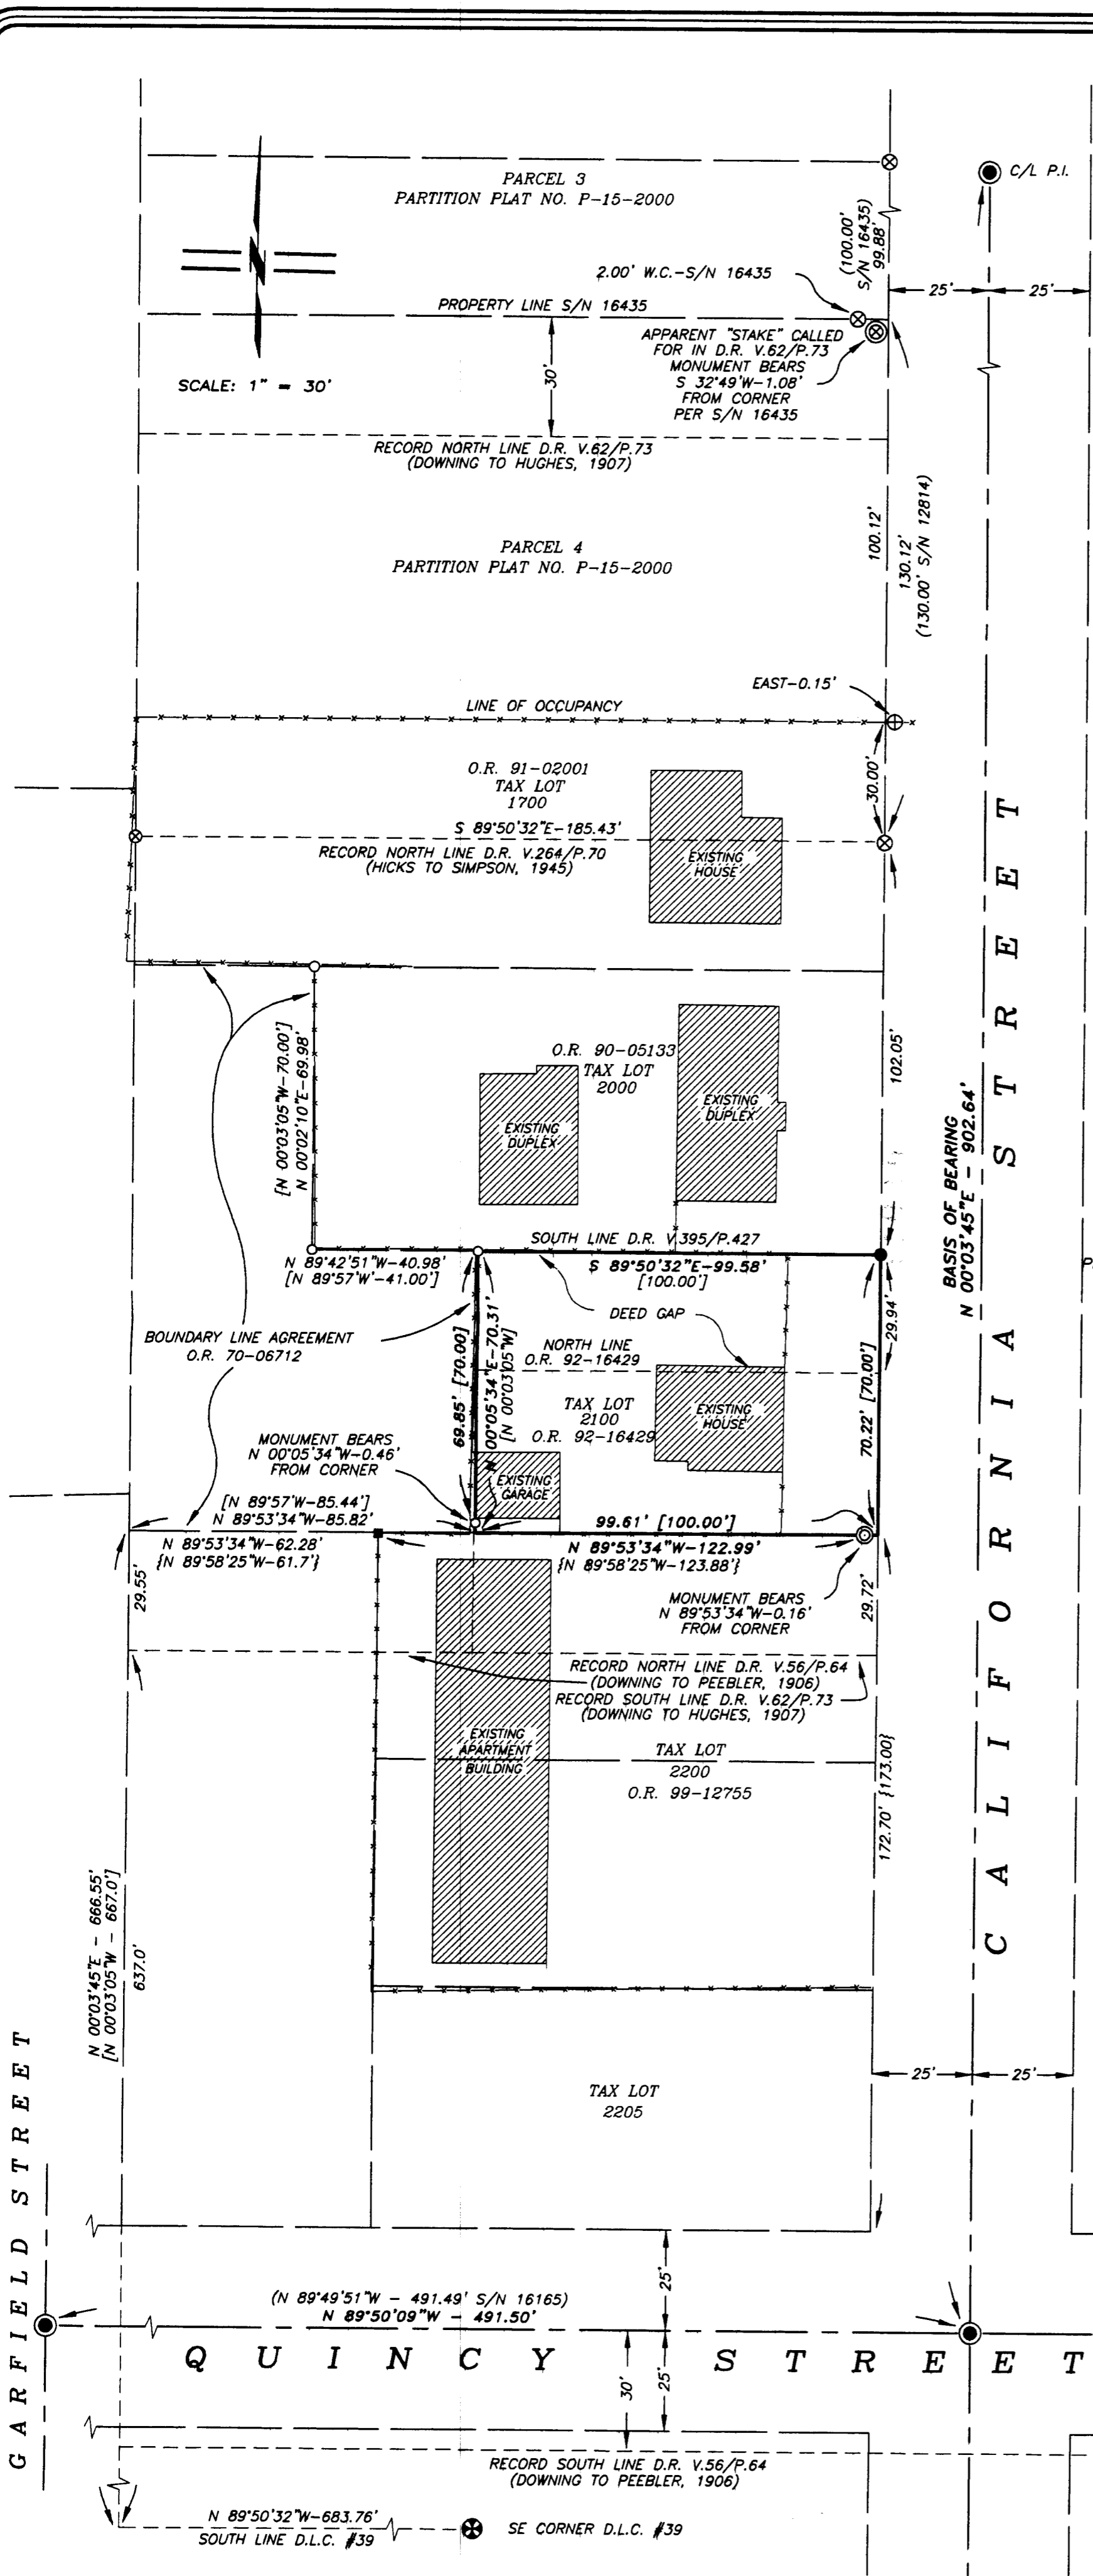 C/L P.I.
PARCEL 3
PARTITION PLAT NO. P-15-2000
(100.00'
S/N 16435)
99.88'
2.00' W.C.-S/N 16435
25'
25'
PROPERTY LINE S/N 16435
APPARENT "STAKE" CALLED
FOR IN D.R. V.62/P.73
MONUMENT BEARS
S 32°49'W-1.08'
FROM CORNER
PER S/N 16435
30'
SCALE: 1" = 30'
RECORD NORTH LINE D.R. V.62/P.73
(DOWNING TO HUGHES, 1907)
100.12'
130.12'
(130.00' S/N 12814)
PARCEL 4
PARTITION PLAT NO. P-15-2000
EAST-0.15'
LINE OF OCCUPANCY
O.R. 91-02001
TAX LOT
1700
30.00'
S 89°50'32"E-185.43'
RECORD NORTH LINE D.R. V.264/P.70
(HICKS TO SIMPSON, 1945)
EXISTING
HOUSE
CALIFORNIA STREET
BASIS OF BEARING
N 00°03'45"E - 902.64'
[N 00°03'05"W-70.00']
N 00°02'10"E-69.98'
O.R. 90-05133
TAX LOT
2000
102.05'
EXISTING
DUPLEX
EXISTING
DUPLEX
SOUTH LINE D.R. V.395/P.427
N 89°42'51"W-40.98'
[N 89°57'W-41.00']
S 89°50'32"E-99.58'
[100.00']
DEED GAP
29.94'
BOUNDARY LINE AGREEMENT
O.R. 70-06712
NORTH LINE
O.R. 92-16429
69.85' [70.00']
N 00°05'34"E-70.31'
[N 00°03'05"W]
TAX LOT
2100
O.R. 92-16429
EXISTING
HOUSE
70.22' [70.00']
MONUMENT BEARS
N 00°05'34"W-0.46'
FROM CORNER
EXISTING
GARAGE
[N 89°57'W-85.44']
N 89°53'34"W-85.82'
99.61' [100.00']
N 89°53'34"W-62.28'
{N 89°58'25"W-61.7'}
N 89°53'34"W-122.99'
{N 89°58'25"W-123.88'}
29.55'
MONUMENT BEARS
N 89°53'34"W-0.16'
FROM CORNER
29.72'
RECORD NORTH LINE D.R. V.56/P.64
(DOWNING TO PEEBLER, 1906)
RECORD SOUTH LINE D.R. V.62/P.73
(DOWNING TO HUGHES, 1907)
EXISTING
APARTMENT
BUILDING
TAX LOT
2200
O.R. 99-12755
172.70' {173.00}
N 00°03'45"E - 666.55'
[N 00°03'05"W - 667.0']
637.0'
GARFIELD STREET
25'
25'
TAX LOT
2205
25'
(N 89°49'51"W - 491.49' S/N 16165)
N 89°50'09"W - 491.50'
QUINCY STREET
30'
25'
RECORD SOUTH LINE D.R. V.56/P.64
(DOWNING TO PEEBLER, 1906)
N 89°50'32"W-683.76'
SOUTH LINE D.L.C. #39
SE CORNER D.L.C. #39